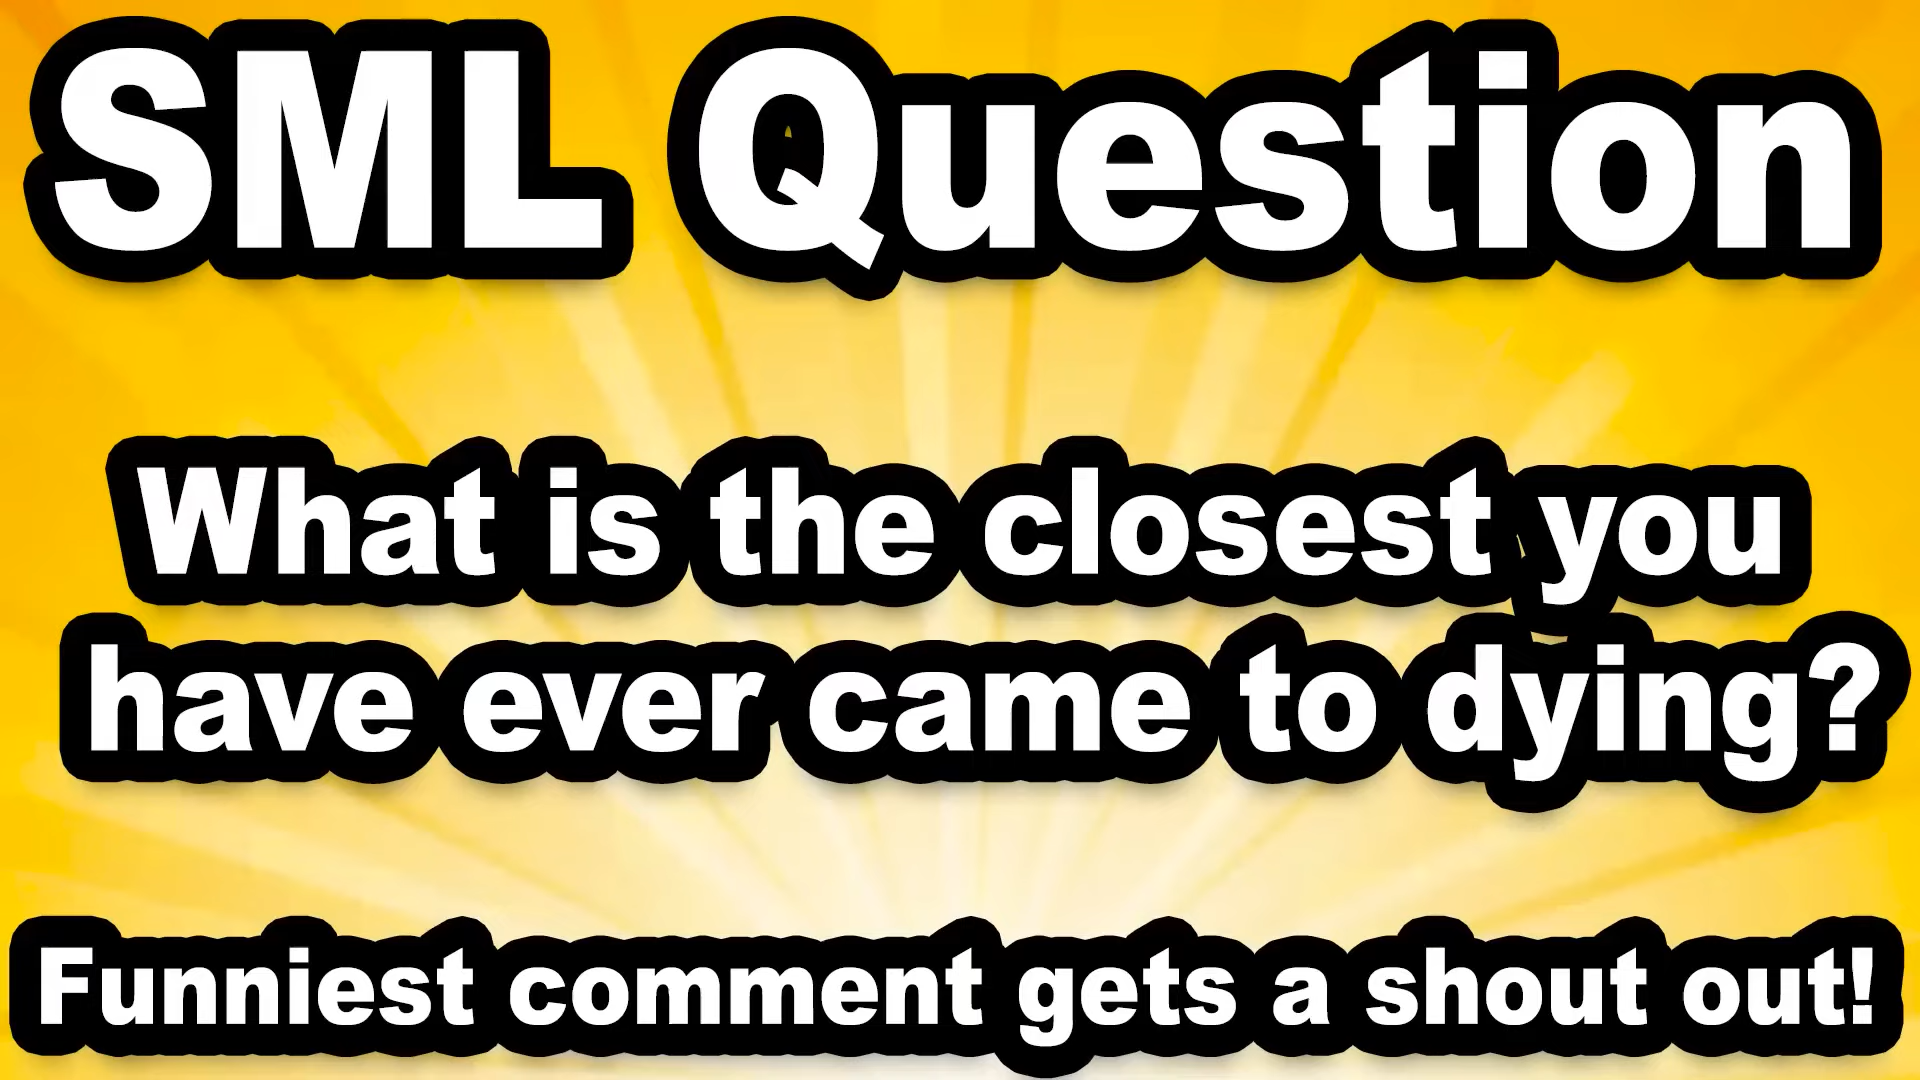 SML Question
What is the closest you
have ever came to dying?
Funniest comment gets a shout out!